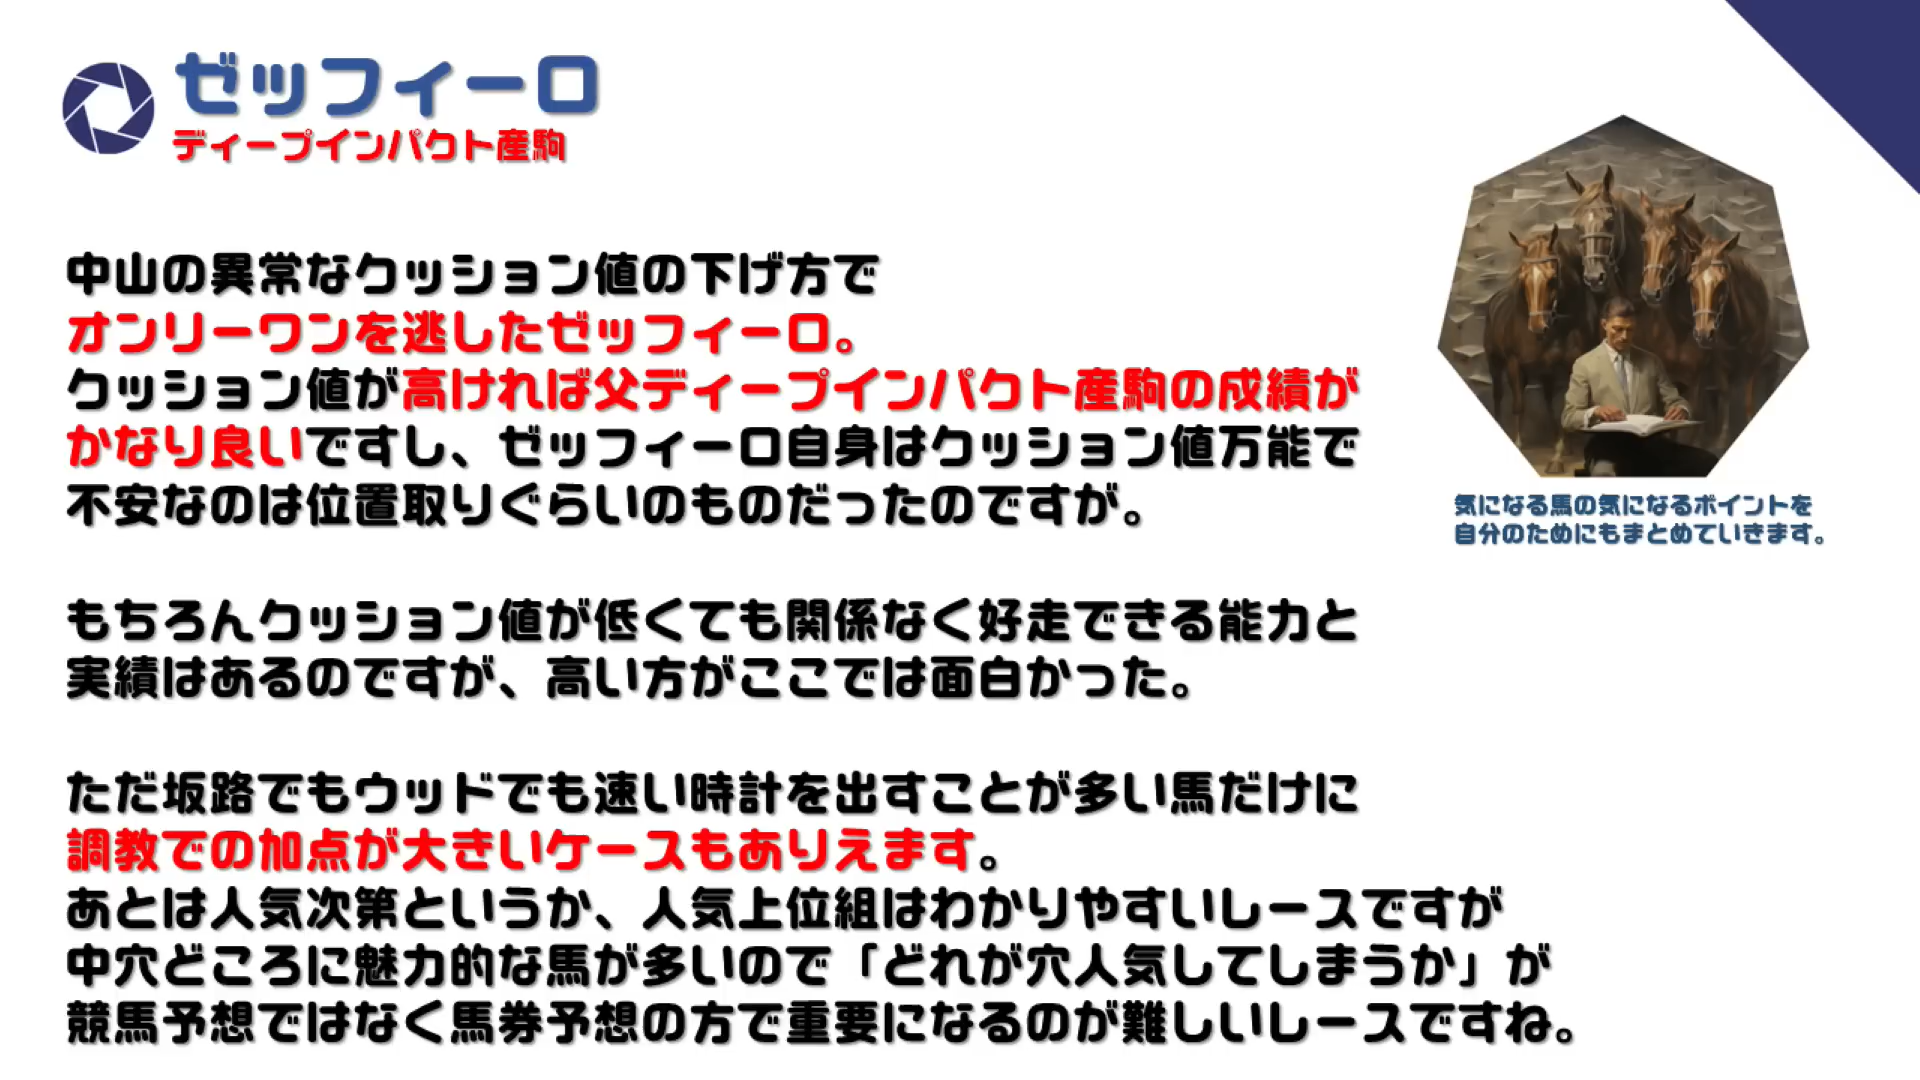 ゼッフィーロ
ディープインパクト産駒
中山の異常なクッション値の下げ方で
オンリーワンを逃したゼッフィーロ。
クッション値が高ければ父ディープインパクト産駒の成績が
かなり良いですし、ゼッフィーロ自身はクッション値万能で
不安なのは位置取りぐらいのものだったのですが。
もちろんクッション値が低くても関係なく好走できる能力と
実績はあるのですが、高い方がここでは面白かった。
ただ坂路でもウッドでも速い時計を出すことが多い馬だけに
調教での加点が大きいケースもありえます。
あとは人気次第というか、人気上位組はわかりやすいレースですが
中穴どころに魅力的な馬が多いので「どれが穴人気してしまうか」が
競馬予想ではなく馬券予想の方で重要になるのが難しいレースですね。
気になる馬の気になるポイントを
自分のためにもまとめていきます。